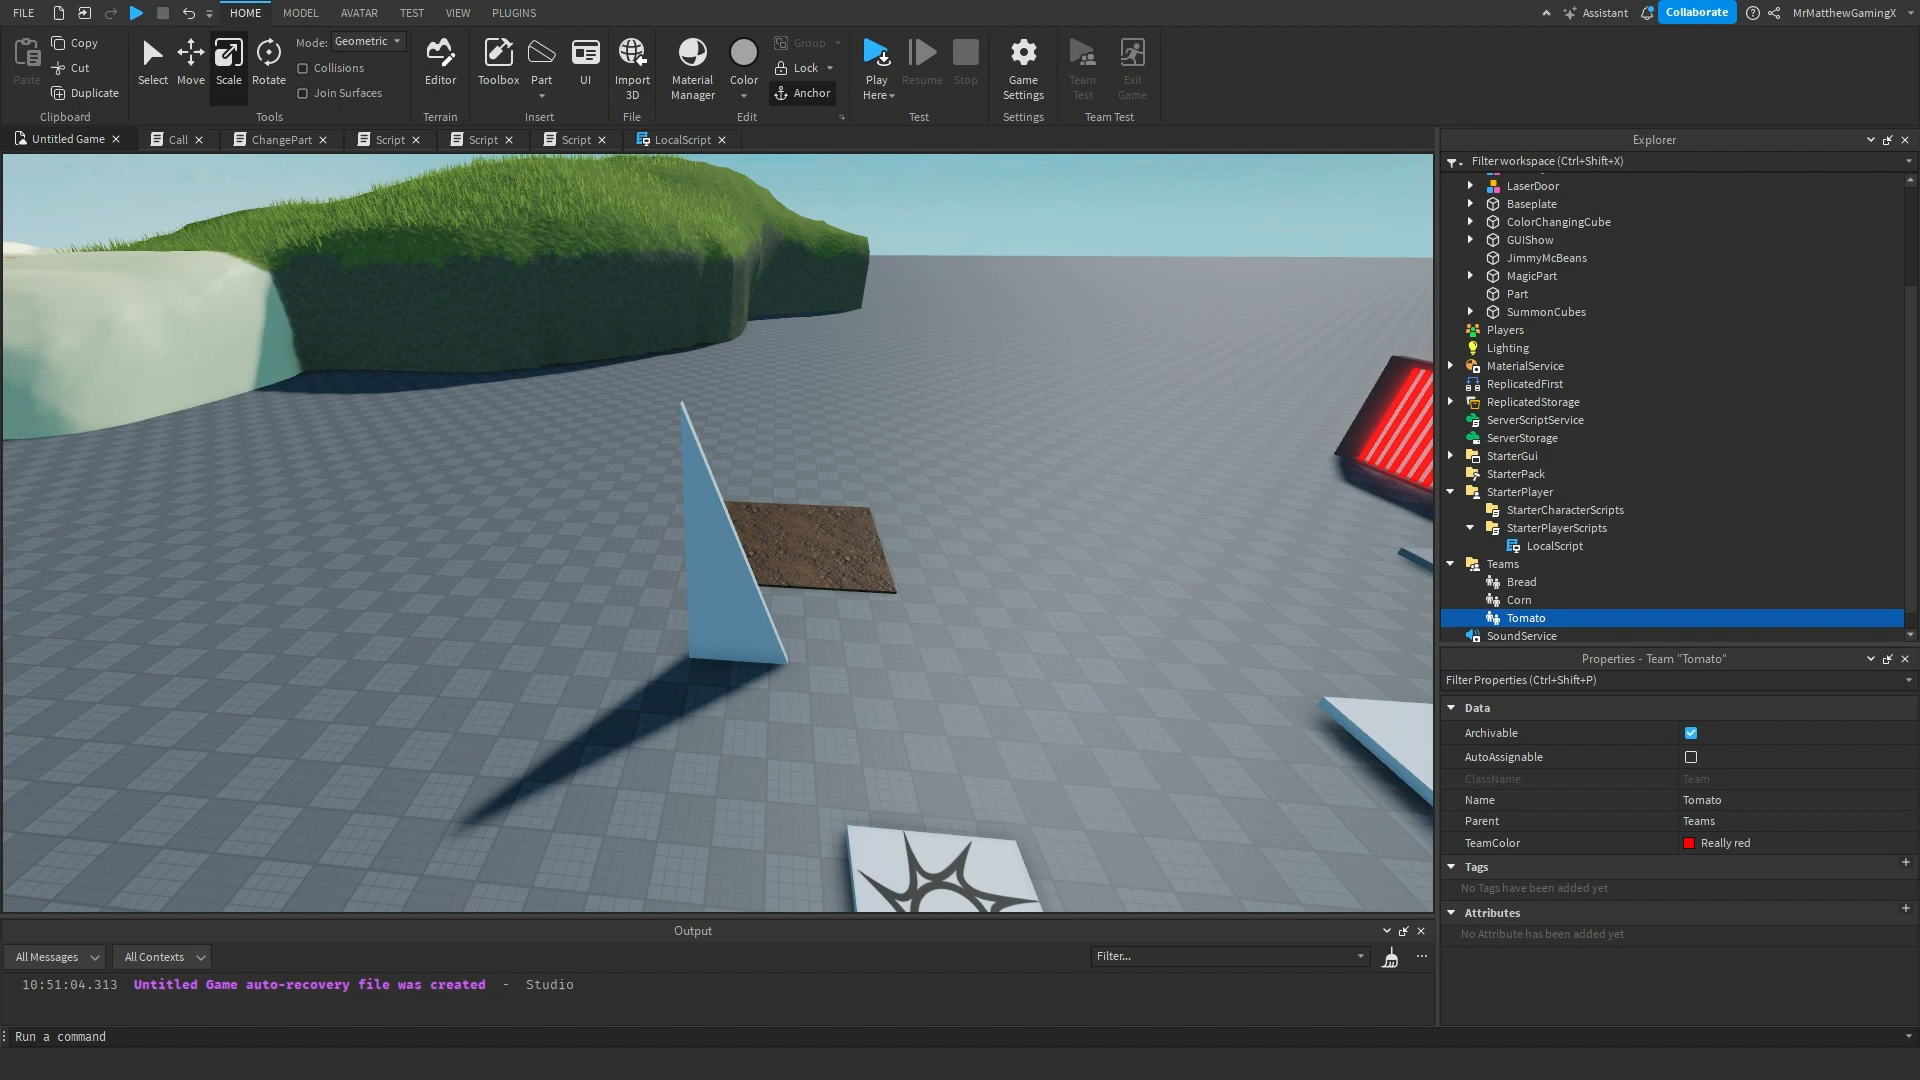 FILE HOME MODEL AVATAR TEST VIEW PLUGINS Assistant Collaborate MrMatthewGamingX
Paste Copy Cut Duplicate Clipboard
Select Move Scale Rotate Mode: Geometric Collisions Join Surfaces Tools
Editor Terrain
Toolbox Part UI Insert
Import 3D File
Material Manager Color Group Lock Anchor Edit
Play Here Resume Stop Test
Game Settings Settings
Team Test Exit Game Team Test
Untitled Game Call ChangePart Script Script Script LocalScript
Explorer
Filter workspace (Ctrl+Shift+X)
LaserDoor
Baseplate
ColorChangingCube
GUIShow
JimmyMcBeans
MagicPart
Part
SummonCubes
Players
Lighting
MaterialService
ReplicatedFirst
ReplicatedStorage
ServerScriptService
ServerStorage
StarterGui
StarterPack
StarterPlayer
StarterCharacterScripts
StarterPlayerScripts
LocalScript
Teams
Bread
Corn
Tomato
SoundService
Properties - Team "Tomato"
Filter Properties (Ctrl+Shift+P)
Data
Archivable
AutoAssignable
ClassName Team
Name Tomato
Parent Teams
TeamColor Really red
Tags
No Tags have been added yet
Attributes
No Attribute has been added yet
Output
All Messages All Contexts Filter...
10:51:04.313 Untitled Game auto-recovery file was created - Studio
Run a command